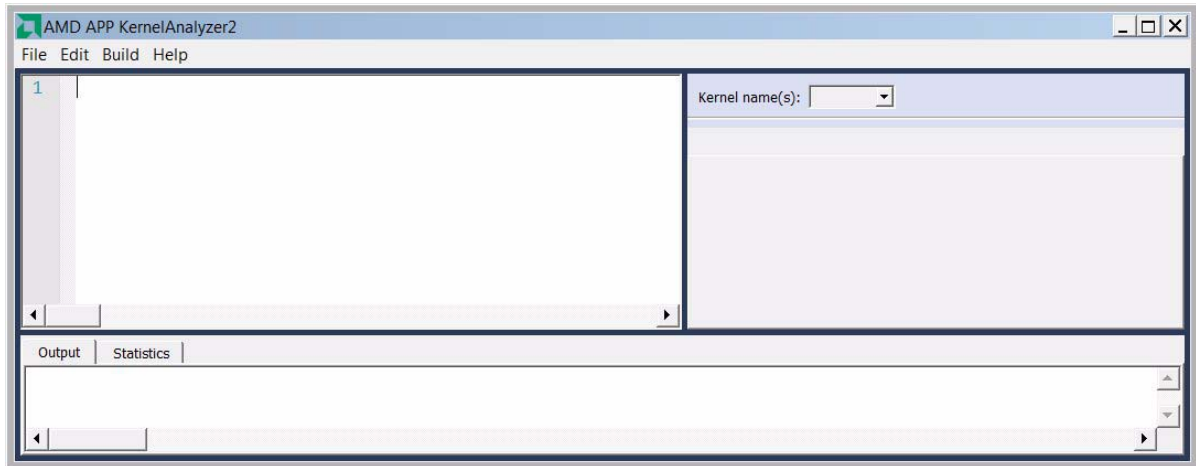 AMD APP KernelAnalyzer2
File Edit Build Help
1
Kernel name(s):
Output Statistics